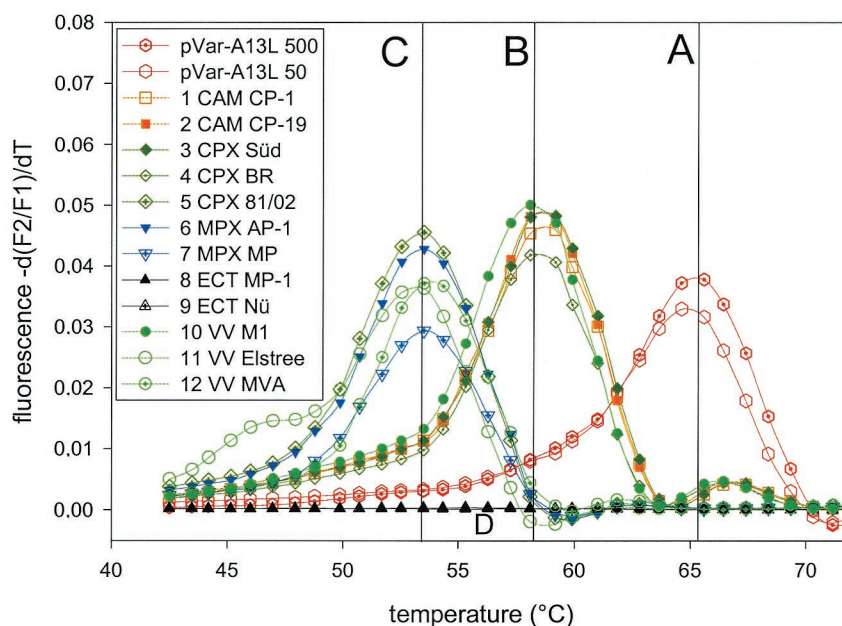 C B A
pVar-A13L 500
pVar-A13L 50
1 CAM CP-1
2 CAM CP-19
3 CPX Süd
4 CPX BR
5 CPX 81/02
6 MPX AP-1
7 MPX MP
8 ECT MP-1
9 ECT Nü
10 VV M1
11 VV Elstree
12 VV MVA
D
fluorescence -d(F2/F1)/dT
0.08
0.07
0.06
0.05
0.04
0.03
0.02
0.01
0.00
40 45 50 55 60 65 70
temperature (°C)